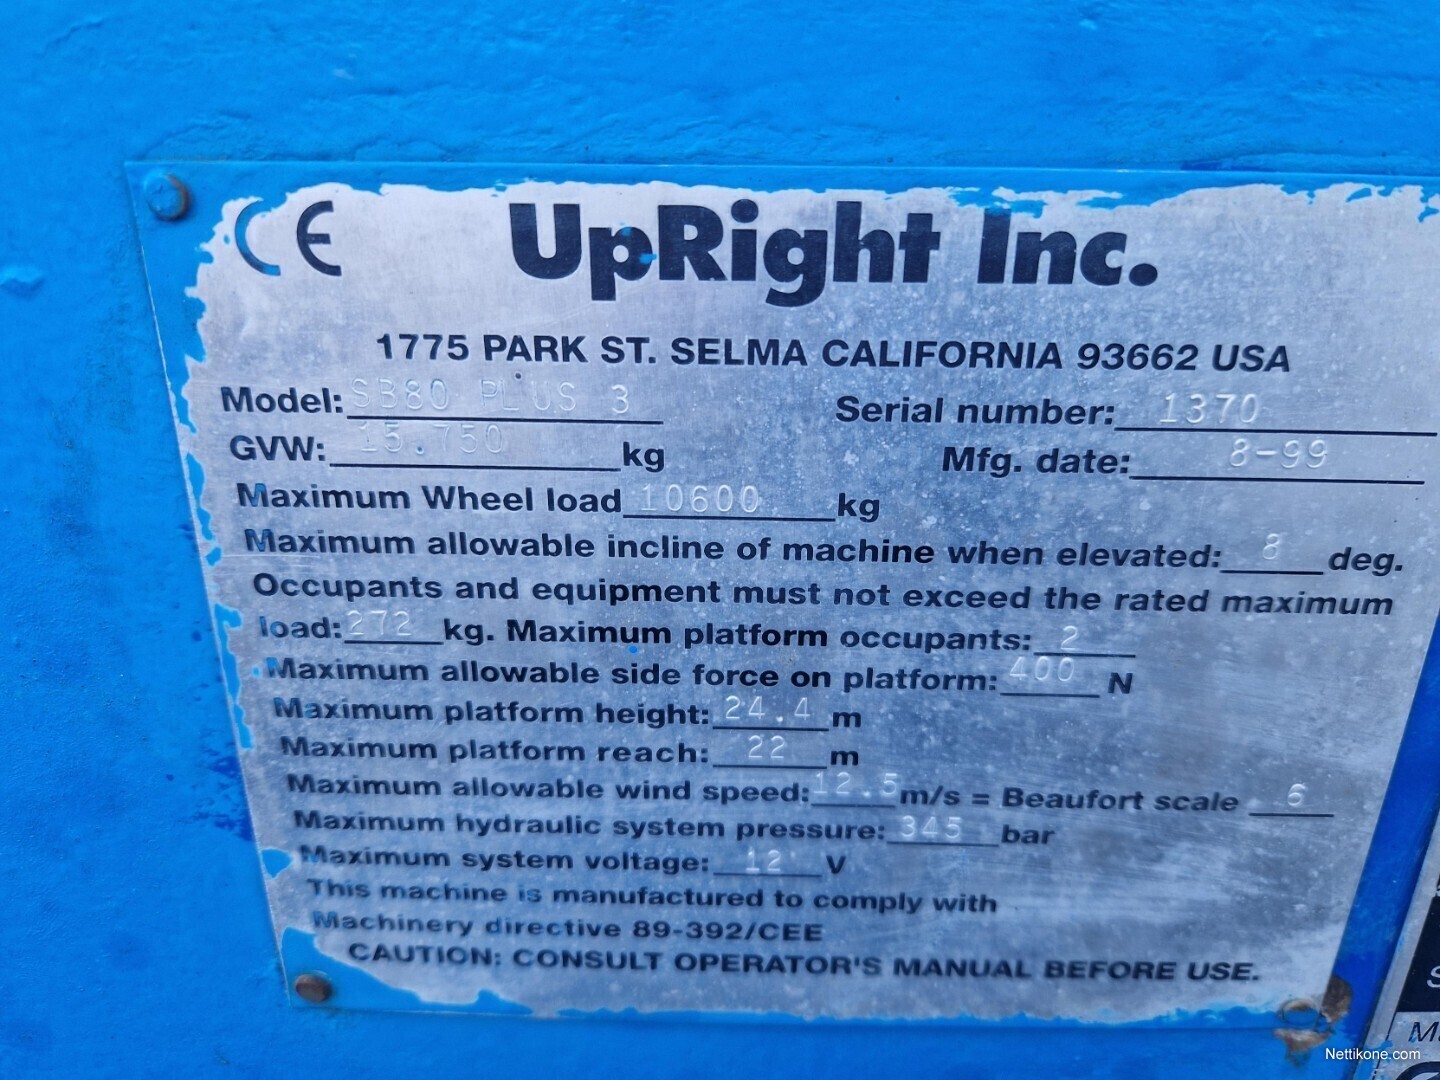 CE UpRight Inc.
1775 PARK ST. SELMA CALIFORNIA 93662 USA
Model: SB80 PLUS 3 Serial number: 1370
GVW: 15.750 kg Mfg. date: 8-99
Maximum Wheel load 10600 kg
Maximum allowable incline of machine when elevated: 8 deg.
Occupants and equipment must not exceed the rated maximum
load: 272 kg. Maximum platform occupants: 2
Maximum allowable side force on platform: 400 N
Maximum platform height: 24.4 m
Maximum platform reach: 22 m
Maximum allowable wind speed: 12.5 m/s = Beaufort scale 6
Maximum hydraulic system pressure: 345 bar
Maximum system voltage: 12 V
This machine is manufactured to comply with
Machinery directive 89-392/CEE
CAUTION: CONSULT OPERATOR'S MANUAL BEFORE USE.
Nettikone.com